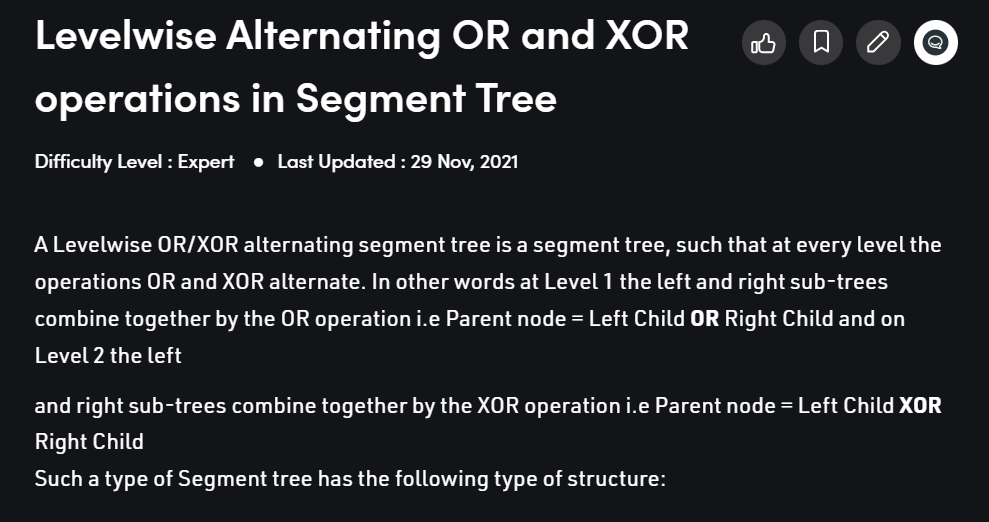 Levelwise Alternating OR and XOR
operations in Segment Tree
Difficulty Level : Expert ● Last Updated : 29 Nov, 2021
A Levelwise OR/XOR alternating segment tree is a segment tree, such that at every level the
operations OR and XOR alternate. In other words at Level 1 the left and right sub-trees
combine together by the OR operation i.e Parent node = Left Child OR Right Child and on
Level 2 the left
and right sub-trees combine together by the XOR operation i.e Parent node = Left Child XOR
Right Child
Such a type of Segment tree has the following type of structure: